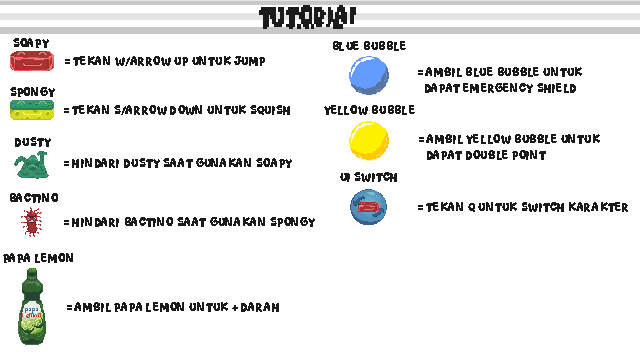 TUTORIAL
SOAPY
= TEKAN W/ARROW UP UNTUK JUMP
SPONGY
= TEKAN S/ARROW DOWN UNTUK SQUISH
DUSTY
= HINDARI DUSTY SAAT GUNAKAN SOAPY
BACTINO
= HINDARI BACTINO SAAT GUNAKAN SPONGY
PAPA LEMON
papa
Lemon
= AMBIL PAPA LEMON UNTUK + DARAH
BLUE BUBBLE
= AMBIL BLUE BUBBLE UNTUK
DAPAT EMERGENCY SHIELD
YELLOW BUBBLE
= AMBIL YELLOW BUBBLE UNTUK
DAPAT DOUBLE POINT
UI SWITCH
= TEKAN Q UNTUK SWITCH KARAKTER